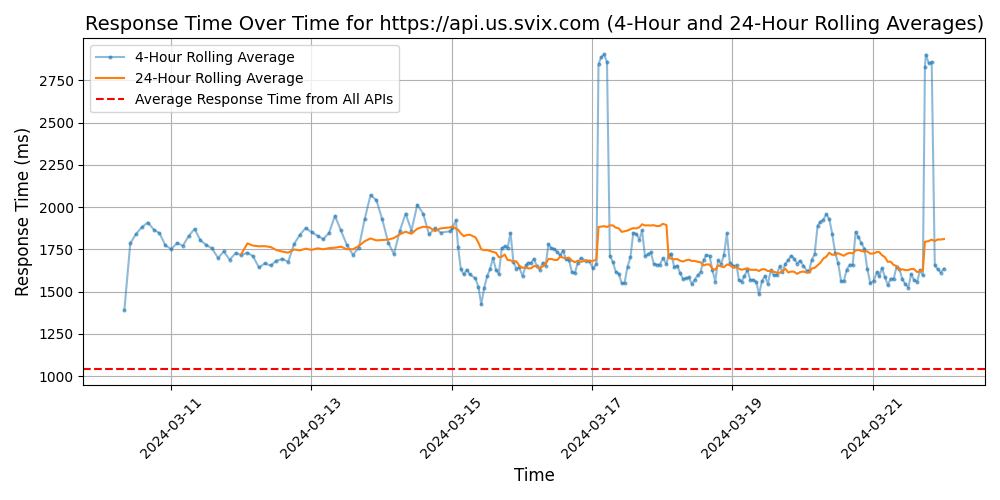 Response Time Over Time for https://api.us.svix.com (4-Hour and 24-Hour Rolling Averages)
4-Hour Rolling Average
24-Hour Rolling Average
Average Response Time from All APIs
Response Time (ms)
2750
2500
2250
2000
1750
1500
1250
1000
2024-03-11
2024-03-13
2024-03-15
2024-03-17
2024-03-19
2024-03-21
Time